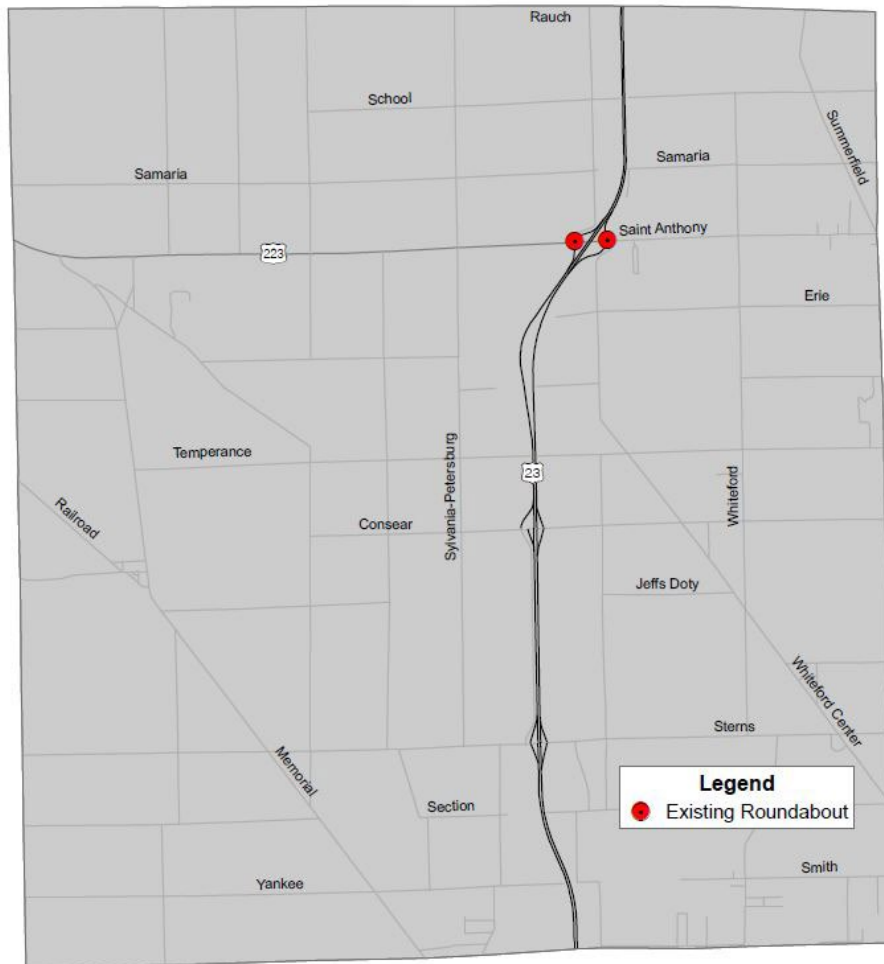 Rauch
School
Summerfield
Samaria
Samaria
Saint Anthony
223
Erie
Temperance
Sylvania-Petersburg
23
Whiteford
Railroad
Consear
Jeffs Doty
Whiteford Center
Sterns
Memorial
Legend
Existing Roundabout
Section
Smith
Yankee